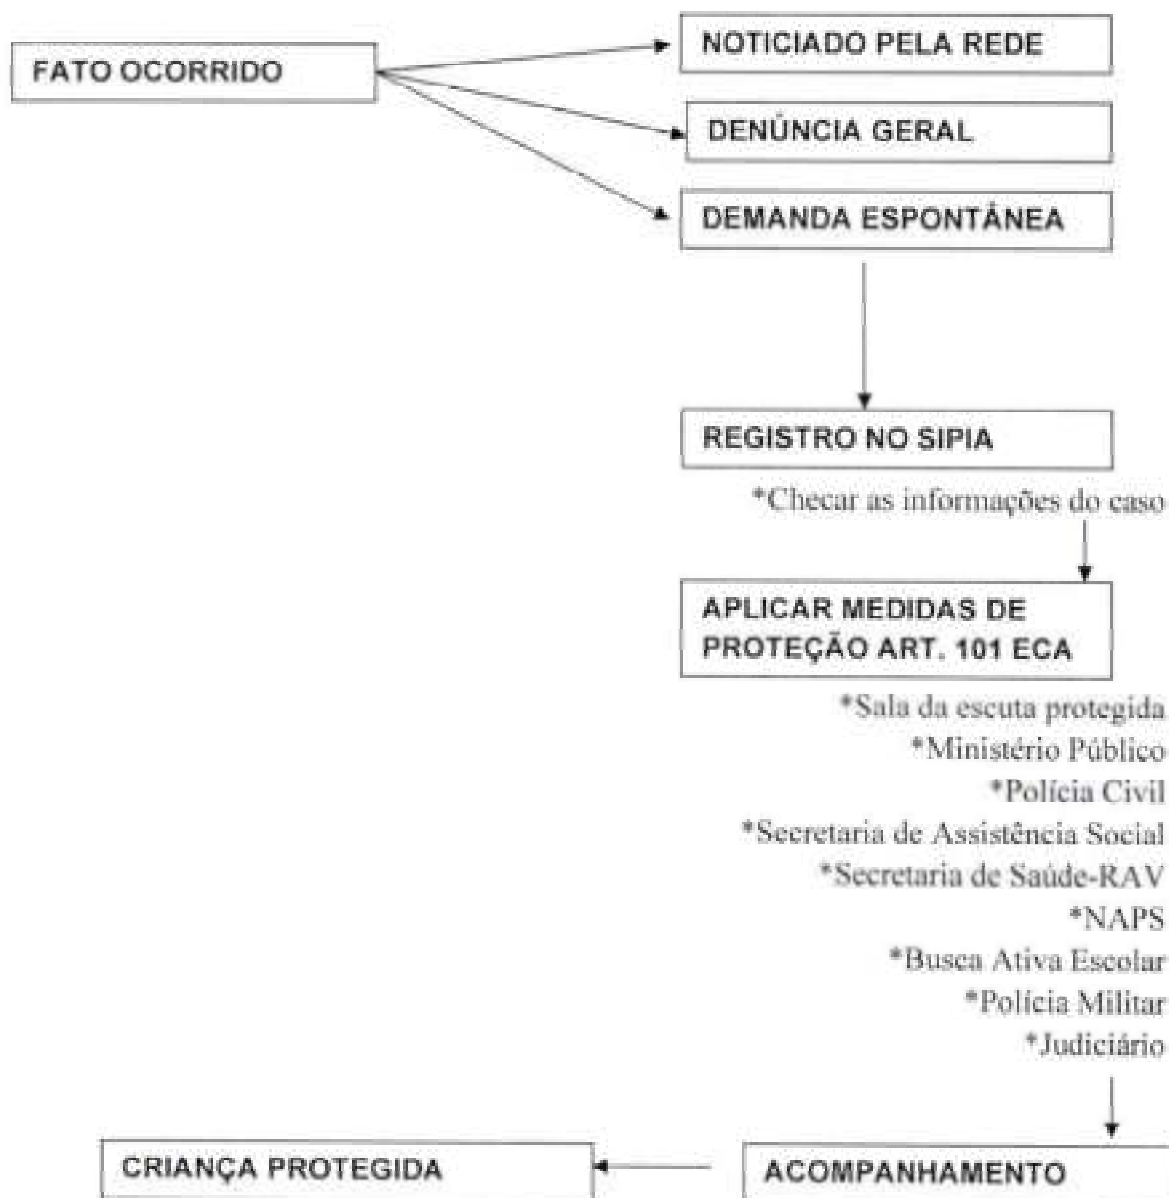 FATO OCORRIDO
NOTICIADO PELA REDE
DENÚNCIA GERAL
DEMANDA ESPONTÂNEA
REGISTRO NO SIPIA
*Checar as informações do caso
APLICAR MEDIDAS DE
PROTEÇÃO ART. 101 ECA
*Sala da escuta protegida
*Ministério Público
*Polícia Civil
*Secretaria de Assistência Social
*Secretaria de Saúde-RAV
*NAPS
*Busca Ativa Escolar
*Polícia Militar
*Judiciário
ACOMPANHAMENTO
CRIANÇA PROTEGIDA